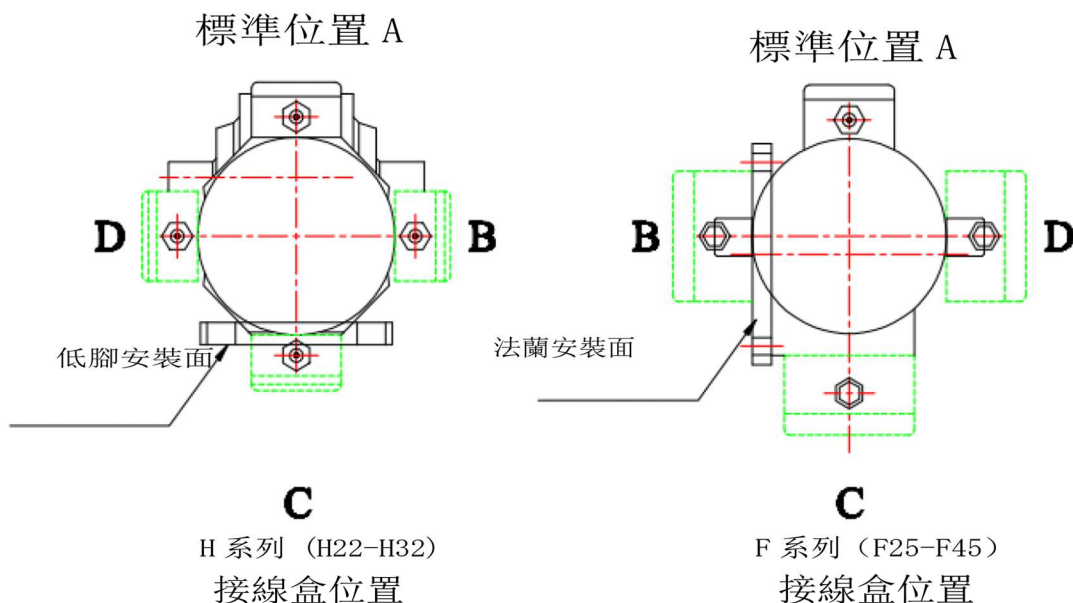 標準位置 A
D
B
低腳安裝面
C
H 系列 (H22-H32)
接線盒位置
標準位置 A
B
D
法蘭安裝面
C
F 系列（F25-F45）
接線盒位置